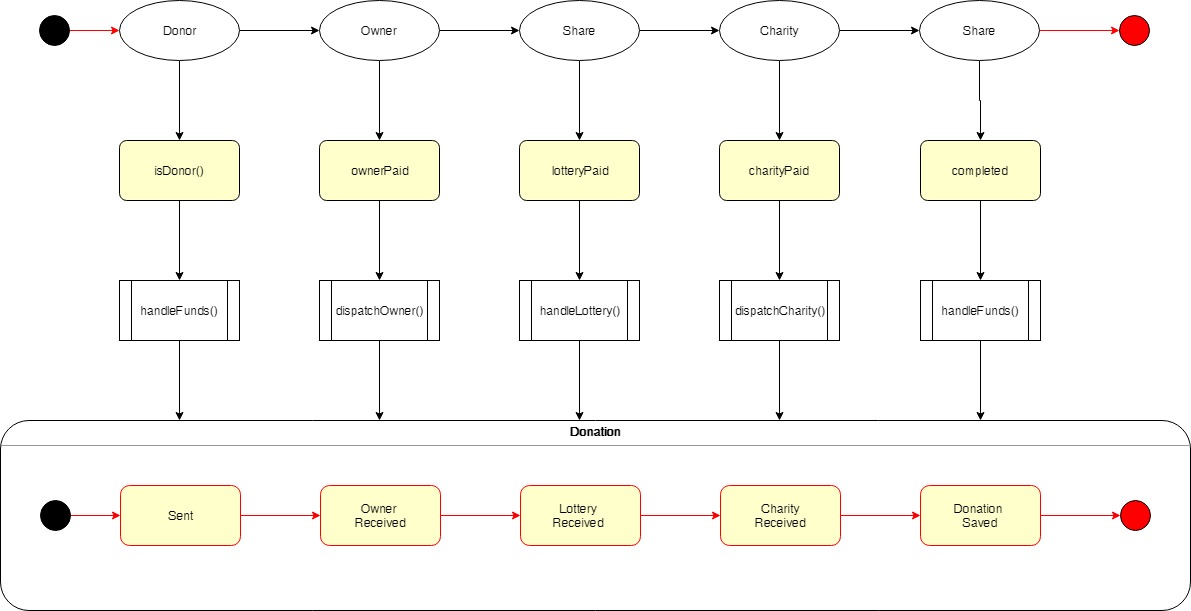 Donor
Owner
Share
Charity
Share
isDonor()
ownerPaid
lotteryPaid
charityPaid
completed
handleFunds()
dispatchOwner()
handleLottery()
dispatchCharity()
handleFunds()
Donation
Sent
Owner
Received
Lottery
Received
Charity
Received
Donation
Saved